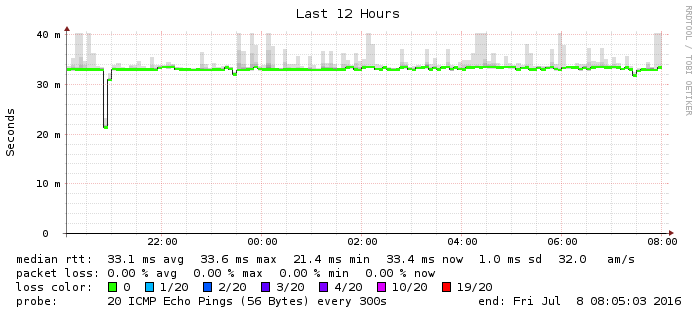 Last 12 Hours
RRDTOOL / TOBI OETIKER
Seconds
40 m
30 m
20 m
10 m
0
22:00 00:00 02:00 04:00 06:00 08:00
median rtt: 33.1 ms avg 33.6 ms max 21.4 ms min 33.4 ms now 1.0 ms sd 32.0 am/s
packet loss: 0.00 % avg 0.00 % max 0.00 % min 0.00 % now
loss color: 0 1/20 2/20 3/20 4/20 10/20 19/20
probe: 20 ICMP Echo Pings (56 Bytes) every 300s end: Fri Jul 8 08:05:03 2016